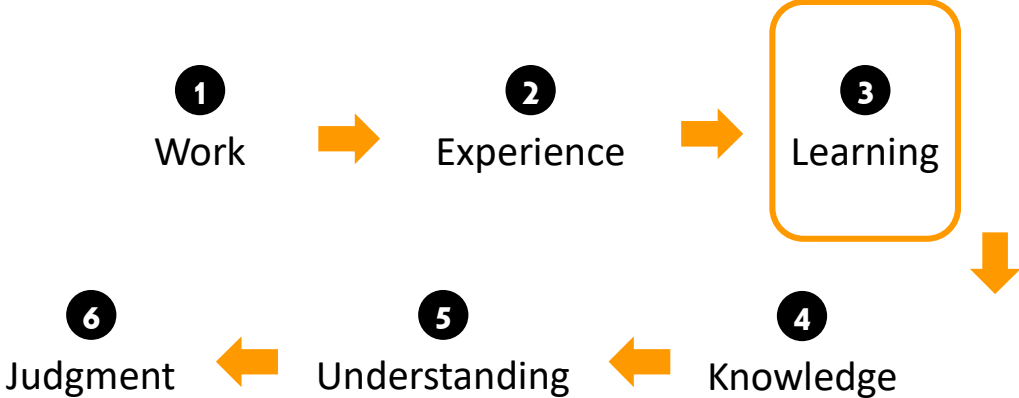 1
Work
2
Experience
3
Learning
4
Knowledge
5
Understanding
6
Judgment